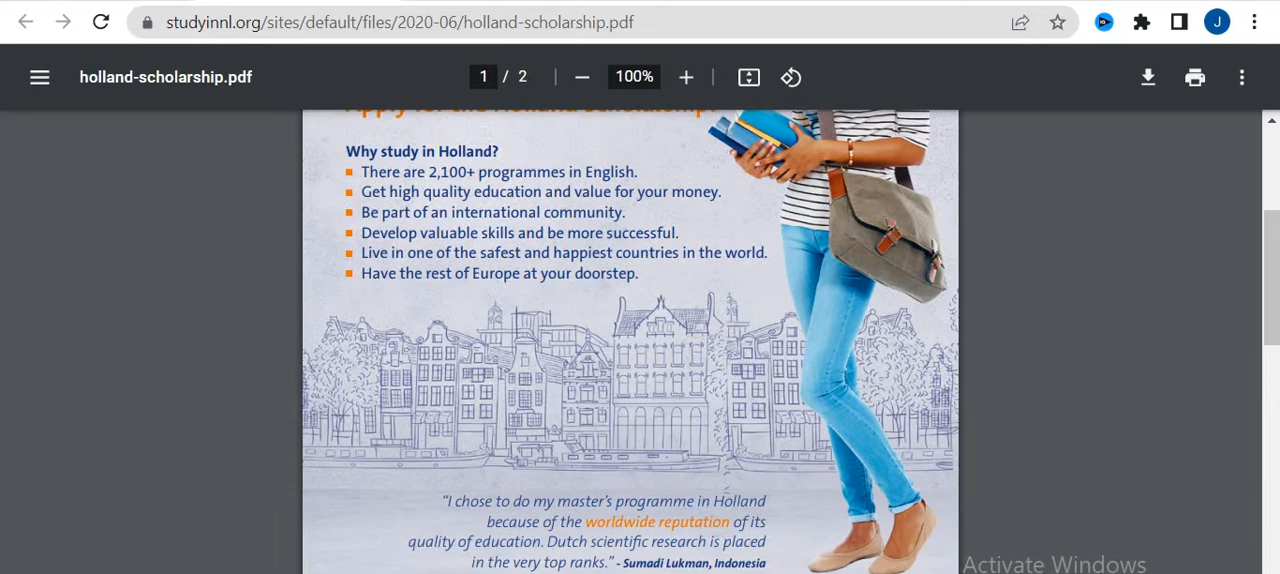 studyinnl.org/sites/default/files/2020-06/holland-scholarship.pdf
J
holland-scholarship.pdf
1 / 2
100%
Apply for the Holland Scholarship!
Why study in Holland?
There are 2,100+ programmes in English.
Get high quality education and value for your money.
Be part of an international community.
Develop valuable skills and be more successful.
Live in one of the safest and happiest countries in the world.
Have the rest of Europe at your doorstep.
“I chose to do my master’s programme in Holland
because of the worldwide reputation of its
quality of education. Dutch scientific research is placed
in the very top ranks.” - Sumadi Lukman, Indonesia
Activate Windows